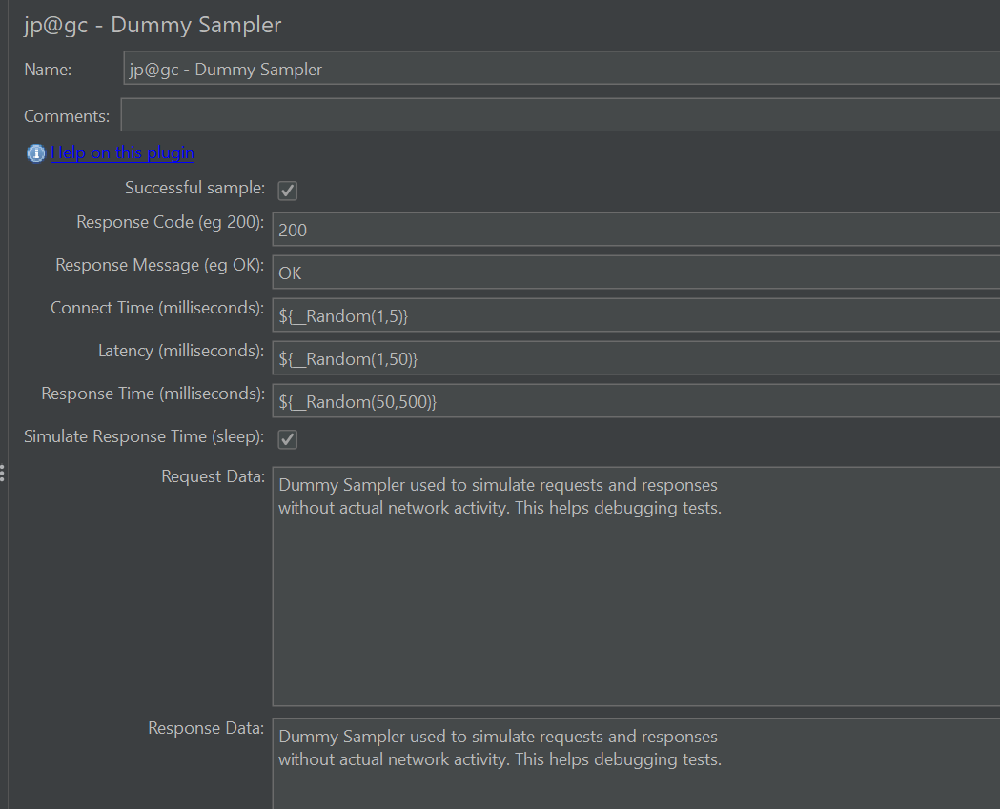 jp@gc - Dummy Sampler
Name: jp@gc - Dummy Sampler
Comments:
Help on this plugin
Successful sample:
Response Code (eg 200): 200
Response Message (eg OK): OK
Connect Time (milliseconds): ${__Random(1,5)}
Latency (milliseconds): ${__Random(1,50)}
Response Time (milliseconds): ${__Random(50,500)}
Simulate Response Time (sleep):
Request Data: Dummy Sampler used to simulate requests and responses
without actual network activity. This helps debugging tests.
Response Data: Dummy Sampler used to simulate requests and responses
without actual network activity. This helps debugging tests.